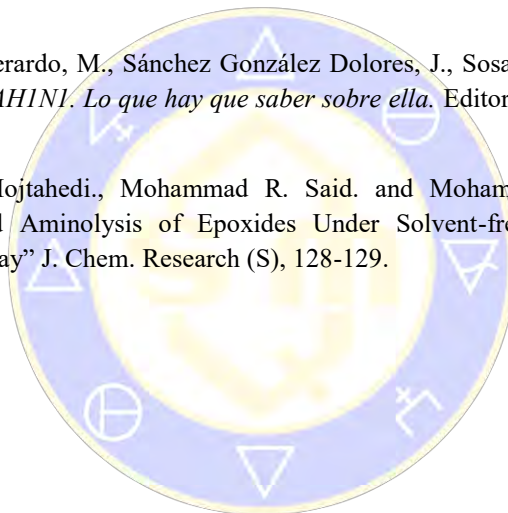 erardo, M., Sánchez González Dolores, J., Sosa
AH1N1. Lo que hay que saber sobre ella. Editor
ojtahedi., Mohammad R. Said. and Moham
d Aminolysis of Epoxides Under Solvent-fre
ay” J. Chem. Research (S), 128-129.